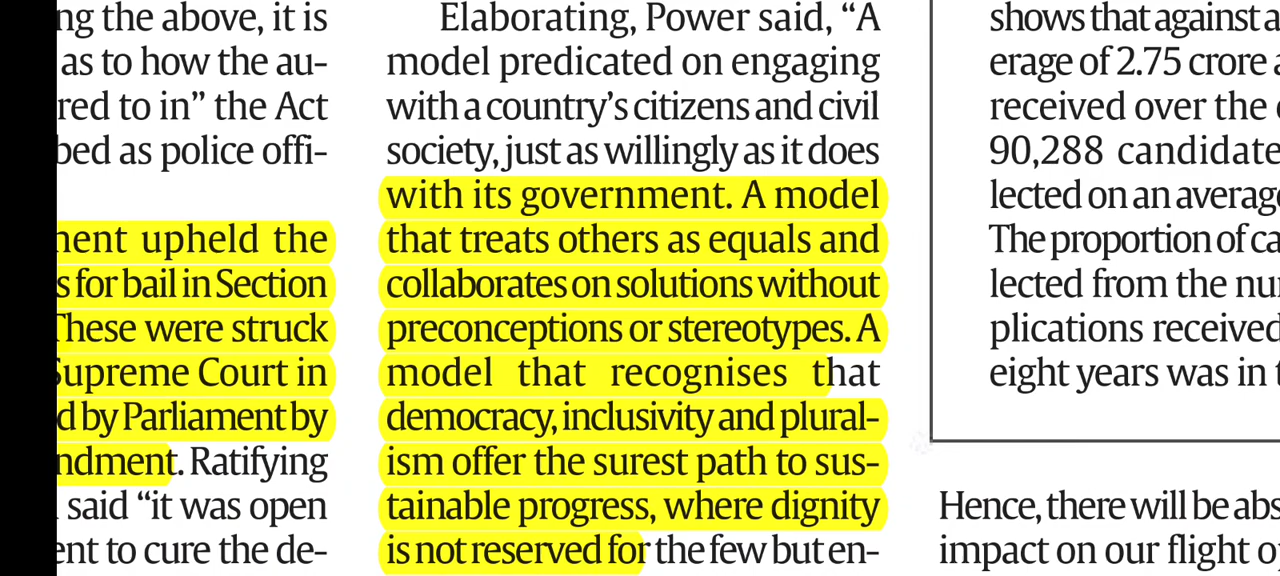 ng the above, it is
as to how the au-
red to in” the Act
bed as police offi-
ment upheld the
s for bail in Section
These were struck
Supreme Court in
d by Parliament by
ndment. Ratifying
said “it was open
ent to cure the de-
Elaborating, Power said, “A
model predicated on engaging
with a country’s citizens and civil
society, just as willingly as it does
with its government. A model
that treats others as equals and
collaborates on solutions without
preconceptions or stereotypes. A
model that recognises that
democracy, inclusivity and plural-
ism offer the surest path to sus-
tainable progress, where dignity
is not reserved for the few but en-
shows that against a
erage of 2.75 crore a
received over the
90,288 candidate
lected on an average
The proportion of ca
lected from the nu
plications received
eight years was in t
Hence, there will be abs
impact on our flight op